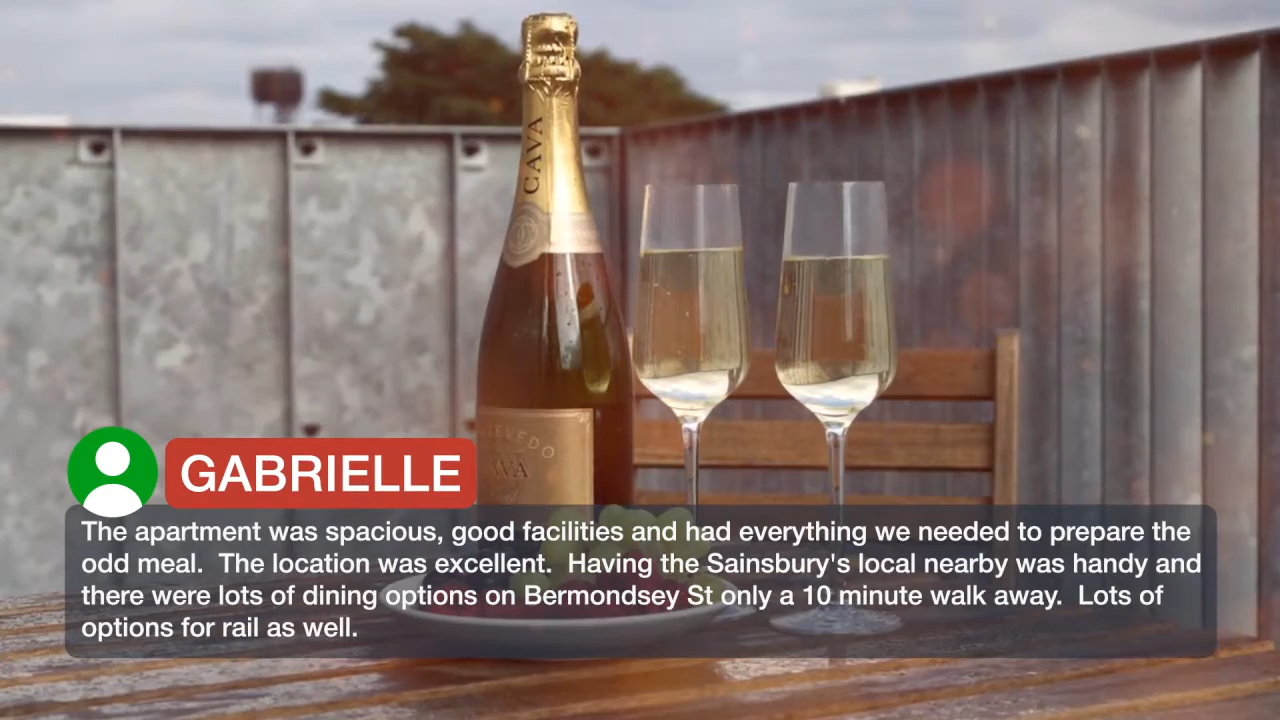 CAVA
GABRIELLE
The apartment was spacious, good facilities and had everything we needed to prepare the
odd meal.  The location was excellent.  Having the Sainsbury's local nearby was handy and
there were lots of dining options on Bermondsey St only a 10 minute walk away.  Lots of
options for rail as well.